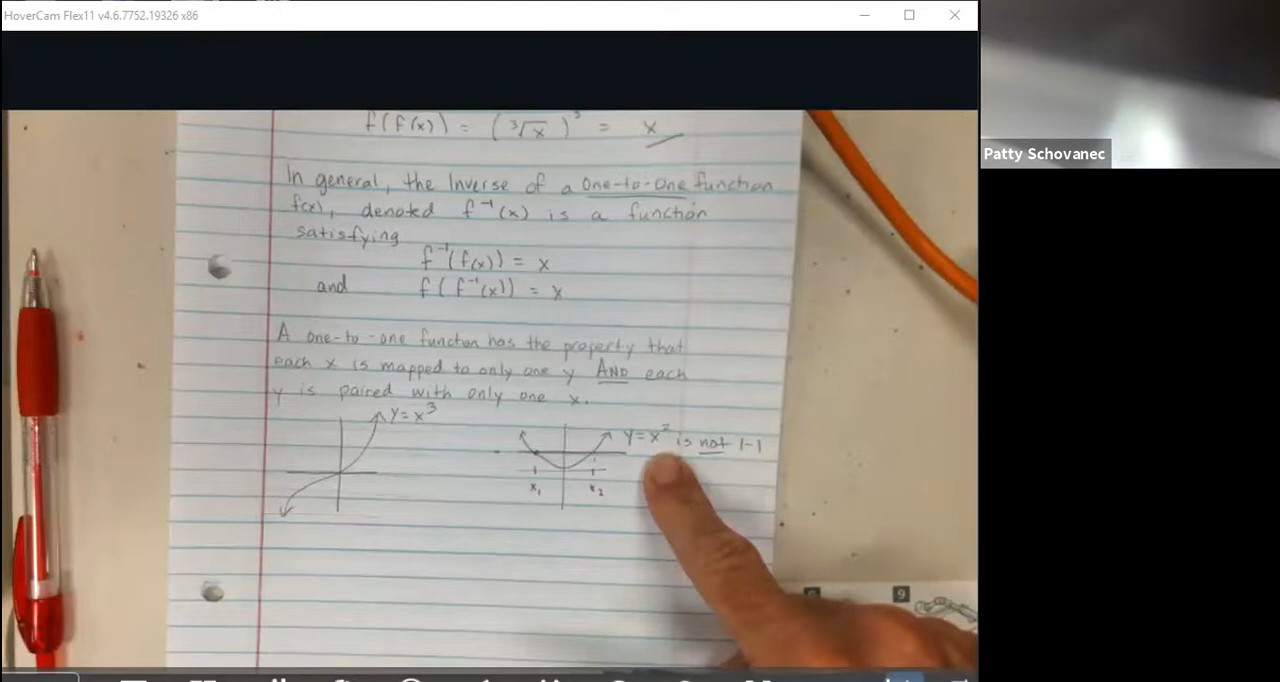 HoverCam Flex11 v4.6.7752.19326 x86
Patty Schovanec
f(f(x)) = (³√x)³ = x
In general, the Inverse of a one-to-one function
f(x), denoted f⁻¹(x) is a function
satisfying
f⁻¹(f(x)) = x
and f(f⁻¹(x)) = x
A one-to-one function has the property that
each x is mapped to only one y AND each
y is paired with only one x.
y=x³
y=x² is not 1-1
x₁ x₂
9